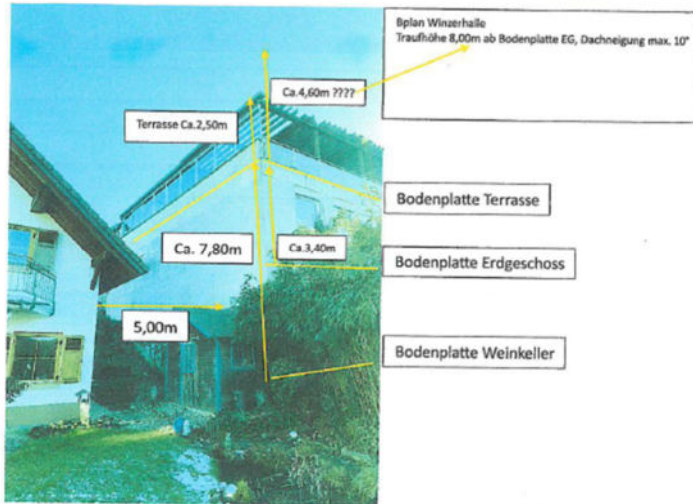 Bplan Winzerhalle
Traufhöhe 8,00m ab Bodenplatte EG, Dachneigung max. 10°
Ca.4,60m ????
Terrasse Ca.2,50m
Bodenplatte Terrasse
Ca. 7,80m
Ca.3,40m
Bodenplatte Erdgeschoss
5,00m
Bodenplatte Weinkeller